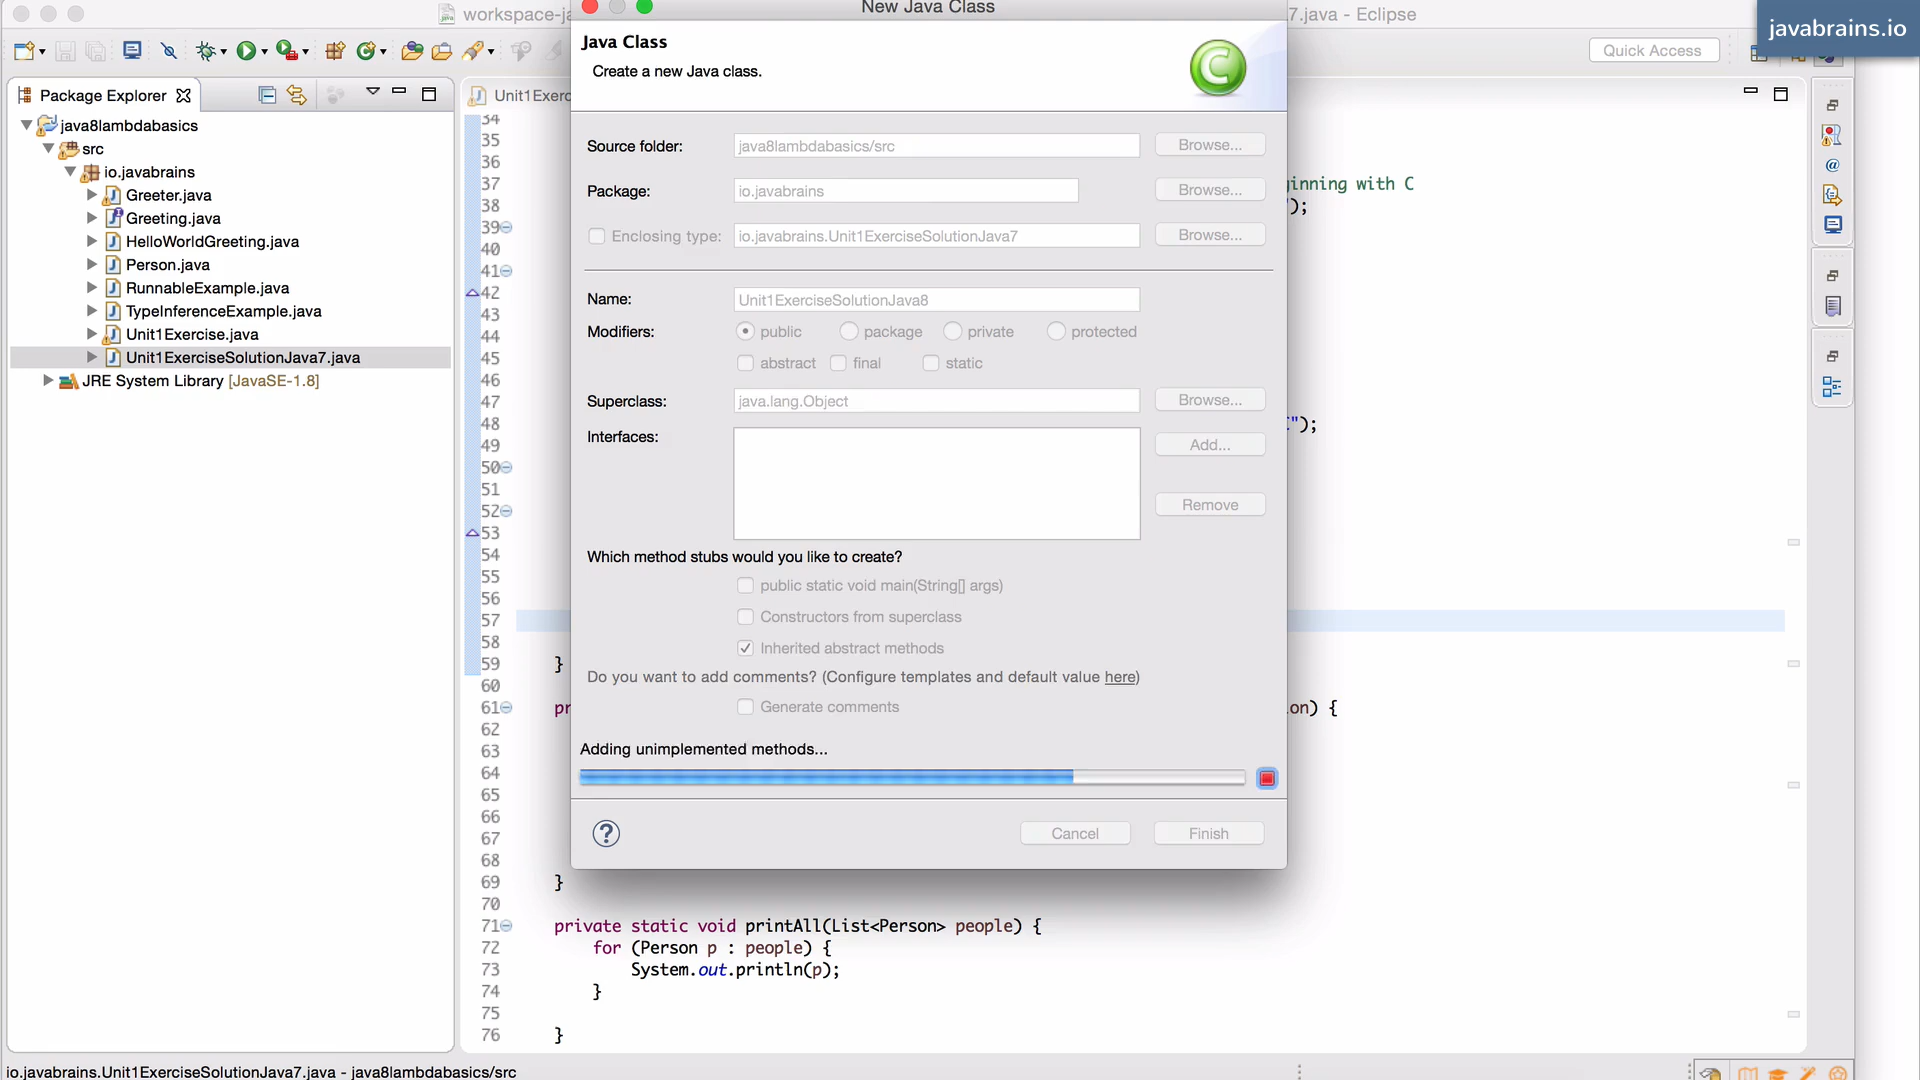 workspace-ja
New Java Class
7.java - Eclipse
javabrains.io
Quick Access
Java Class
Create a new Java class.
Package Explorer
Unit1Exerc
java8lambdabasics
src
io.javabrains
Greeter.java
Greeting.java
HelloWorldGreeting.java
Person.java
RunnableExample.java
TypeInferenceExample.java
Unit1Exercise.java
Unit1ExerciseSolutionJava7.java
JRE System Library [JavaSE-1.8]
Source folder: java8lambdabasics/src Browse...
Package: io.javabrains Browse...
Enclosing type: io.javabrains.Unit1ExerciseSolutionJava7 Browse...
Name: Unit1ExerciseSolutionJava8
Modifiers: public package private protected
abstract final static
Superclass: java.lang.Object Browse...
Interfaces: Add...
Remove
Which method stubs would you like to create?
public static void main(String[] args)
Constructors from superclass
Inherited abstract methods
Do you want to add comments? (Configure templates and default value here)
Generate comments
Adding unimplemented methods...
? Cancel Finish
34
35
36
37 ginning with C
38 );
39
40
41
42
43
44
45
46
47
48 ");
49
50
51
52
53
54
55
56
57
58
59 }
60
61 pr on) {
62
63
64
65
66
67
68
69 }
70
71 private static void printAll(List<Person> people) {
72 for (Person p : people) {
73 System.out.println(p);
74 }
75
76 }
io.javabrains.Unit1ExerciseSolutionJava7.java - java8lambdabasics/src